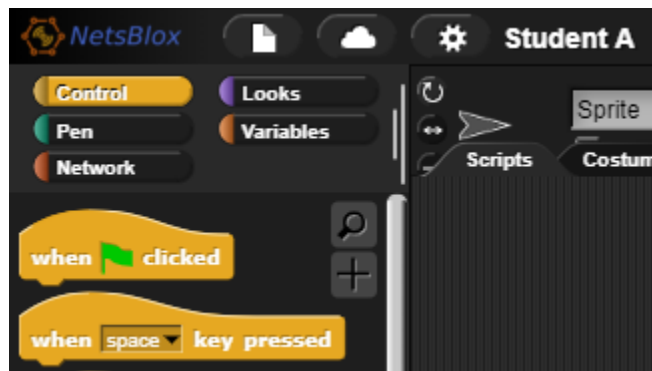 NetsBlox Student A
Control Looks
Pen Variables
Network
Sprite
Scripts Costum
when clicked
when space key pressed